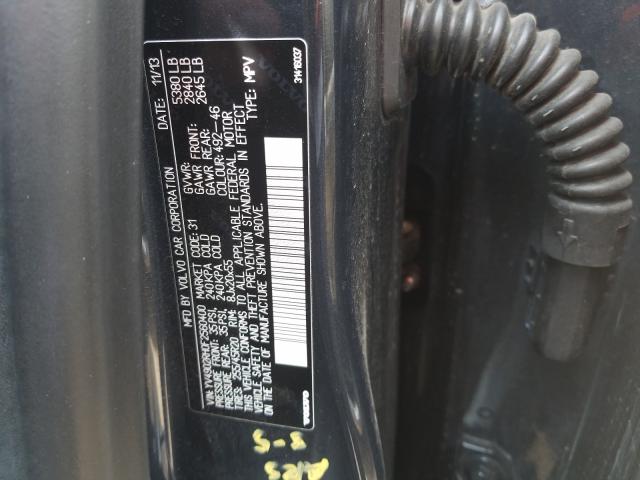 MFD BY VOLVO CAR CORPORATION DATE: 11/13
GVWR: 5380 LB
GAWR FRONT: 2840 LB
GAWR REAR: 2645 LB
MARKET CODE: 31 COLOUR: 492-46
PRESSURE FRONT: 35PSI, 240KPA COLD
PRESSURE REAR: 35PSI, 240KPA COLD
TIRES: 255/45R20 RIM: 8Jx20x55
THIS VEHICLE CONFORMS TO ALL APPLICABLE FEDERAL MOTOR
VEHICLE SAFETY AND THEFT PREVENTION STANDARDS IN EFFECT
ON THE DATE OF MANUFACTURE SHOWN ABOVE.
TYPE: MPV
VOLVO